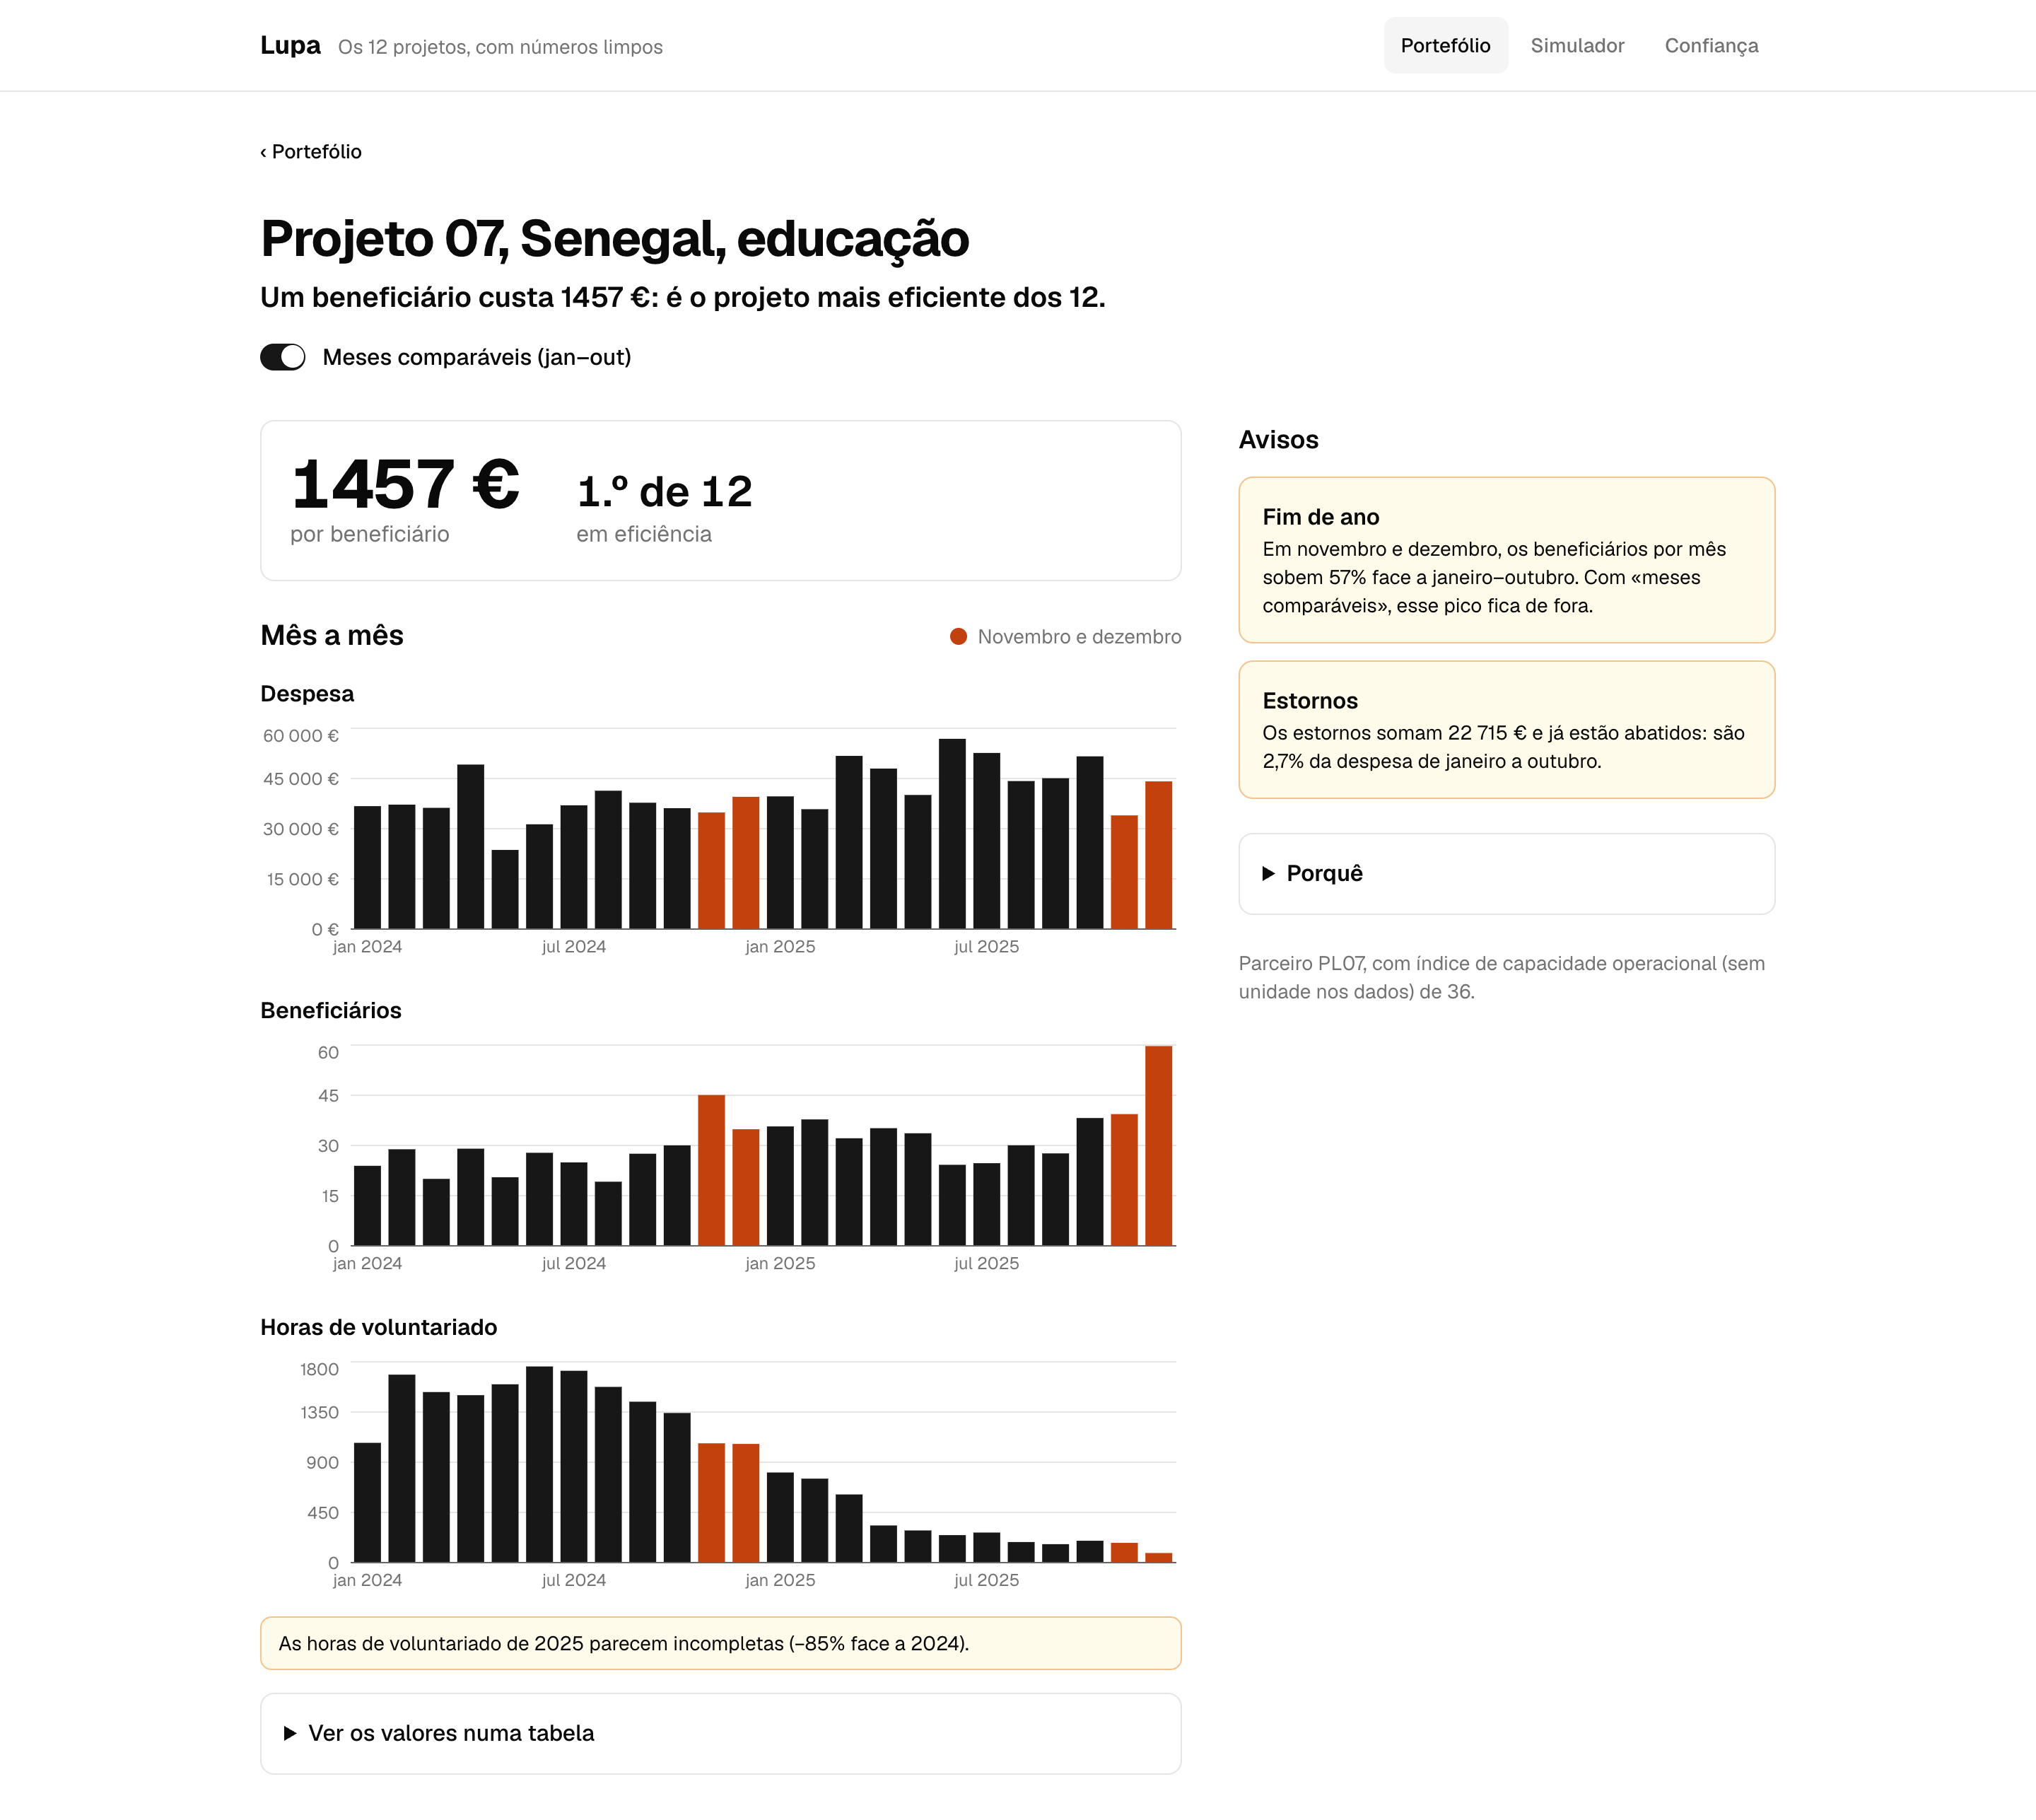 Lupa Os 12 projetos, com números limpos
Portefólio Simulador Confiança
‹ Portefólio
Projeto 07, Senegal, educação
Um beneficiário custa 1457 €: é o projeto mais eficiente dos 12.
Meses comparáveis (jan–out)
1457 €
por beneficiário
1.º de 12
em eficiência
Mês a mês
Novembro e dezembro
Despesa
60 000 €
45 000 €
30 000 €
15 000 €
0 €
jan 2024 jul 2024 jan 2025 jul 2025
Beneficiários
60
45
30
15
0
jan 2024 jul 2024 jan 2025 jul 2025
Horas de voluntariado
1800
1350
900
450
0
jan 2024 jul 2024 jan 2025 jul 2025
As horas de voluntariado de 2025 parecem incompletas (–85% face a 2024).
Ver os valores numa tabela
Avisos
Fim de ano
Em novembro e dezembro, os beneficiários por mês
sobem 57% face a janeiro–outubro. Com «meses
comparáveis», esse pico fica de fora.
Estornos
Os estornos somam 22 715 € e já estão abatidos: são
2,7% da despesa de janeiro a outubro.
Porquê
Parceiro PL07, com índice de capacidade operacional (sem
unidade nos dados) de 36.